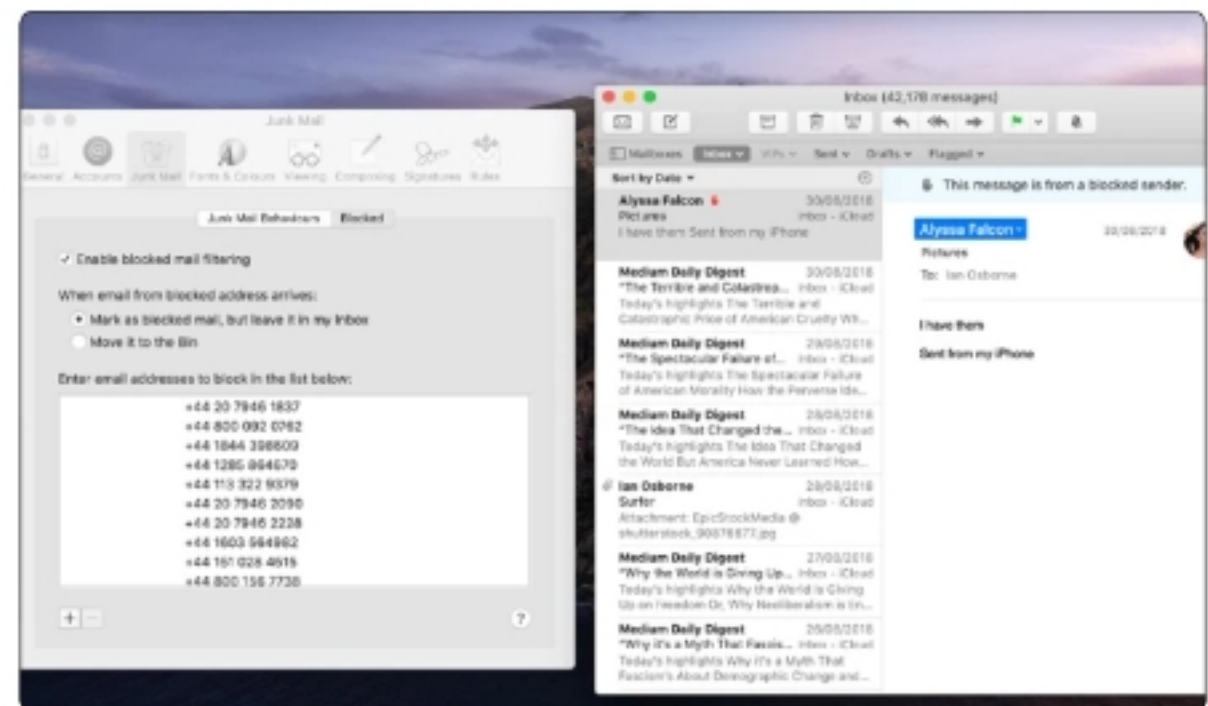 Junk Mail
General Accounts Junk Mail Fonts & Colours Viewing Composing Signatures Rules
Junk Mail Behaviours Blocked
Enable blocked mail filtering
When email from blocked address arrives:
Mark as blocked mail, but leave it in my Inbox
Move it to the Bin
Enter email addresses to block in the list below:
+44 20 7946 1837
+44 800 092 0762
+44 1844 398609
+44 1285 864670
+44 113 322 9379
+44 20 7946 2090
+44 20 7946 2228
+44 1603 564962
+44 151 028 4615
+44 800 156 7738
+ − ?
Inbox (42,178 messages)
Mailboxes Inbox VIPs Sent Drafts Flagged
Sort by Date
Alyssa Falcon 30/08/2018
Pictures Inbox - iCloud
I have them Sent from my iPhone
Medium Daily Digest 30/08/2018
"The Terrible and Catastrop... Inbox - iCloud
Today's highlights The Terrible and
Catastrophic Price of American Cruelty Wh...
Medium Daily Digest 29/08/2018
"The Spectacular Failure of... Inbox - iCloud
Today's highlights The Spectacular Failure
of American Morality How the Perverse Ide...
Medium Daily Digest 28/08/2018
"The Idea That Changed the... Inbox - iCloud
Today's highlights The Idea That Changed
the World But America Never Learned How...
Ian Osborne 28/08/2018
Surfer Inbox - iCloud
Attachment: EpicStockMedia @
shutterstock_90876677.jpg
Medium Daily Digest 27/08/2018
"Why the World is Giving Up... Inbox - iCloud
Today's highlights Why the World is Giving
Up on Freedom Or, Why Neoliberalism is (in...
Medium Daily Digest 26/08/2018
"Why it's a Myth That Fascis... Inbox - iCloud
Today's highlights Why it's a Myth That
Fascism's About Demographic Change and...
This message is from a blocked sender.
Alyssa Falcon 30/08/2018
Pictures
To: Ian Osborne
I have them
Sent from my iPhone